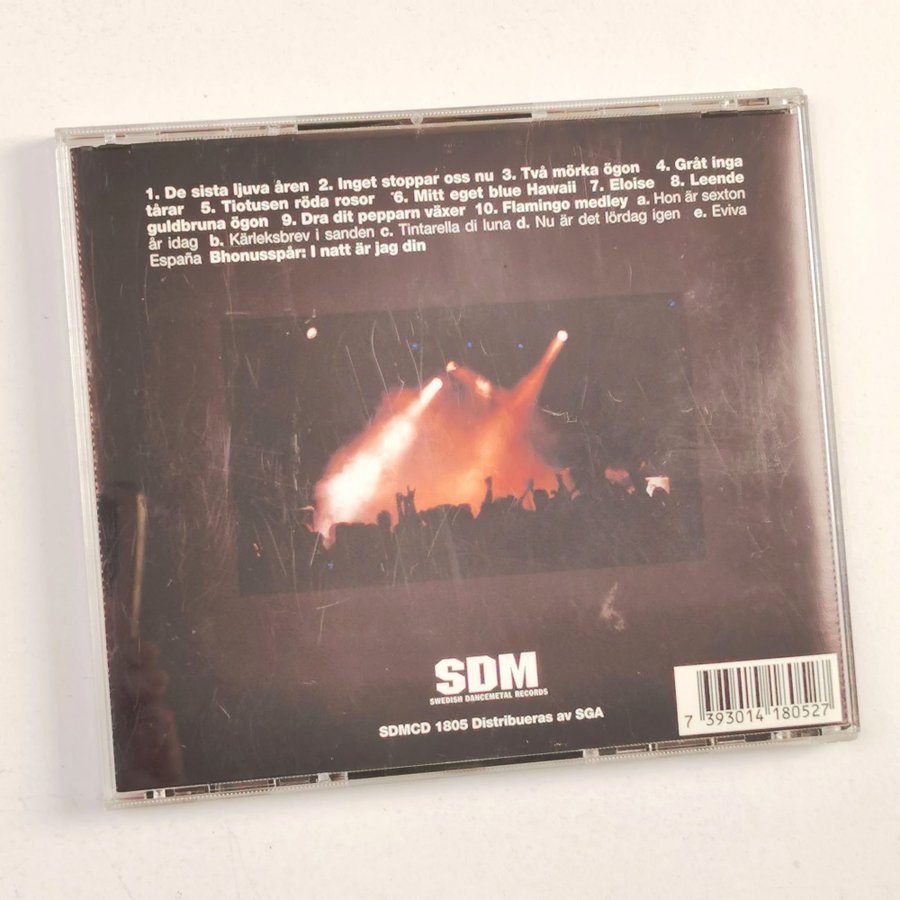 1. De sista ljuva åren 2. Inget stoppar oss nu 3. Två mörka ögon 4. Gråt inga
tårar 5. Tiotusen röda rosor 6. Mitt eget blue Hawaii 7. Eloise 8. Leende
guldbruna ögon 9. Dra dit pepparn växer 10. Flamingo medley a. Hon är sexton
år idag b. Kärleksbrev i sanden c. Tintarella di luna d. Nu är det lördag igen e. Eviva
España Bhonusspår: I natt är jag din
SDM
SWEDISH DANCEMETAL RECORDS
SDMCD 1805 Distribueras av SGA
7 393014 180527